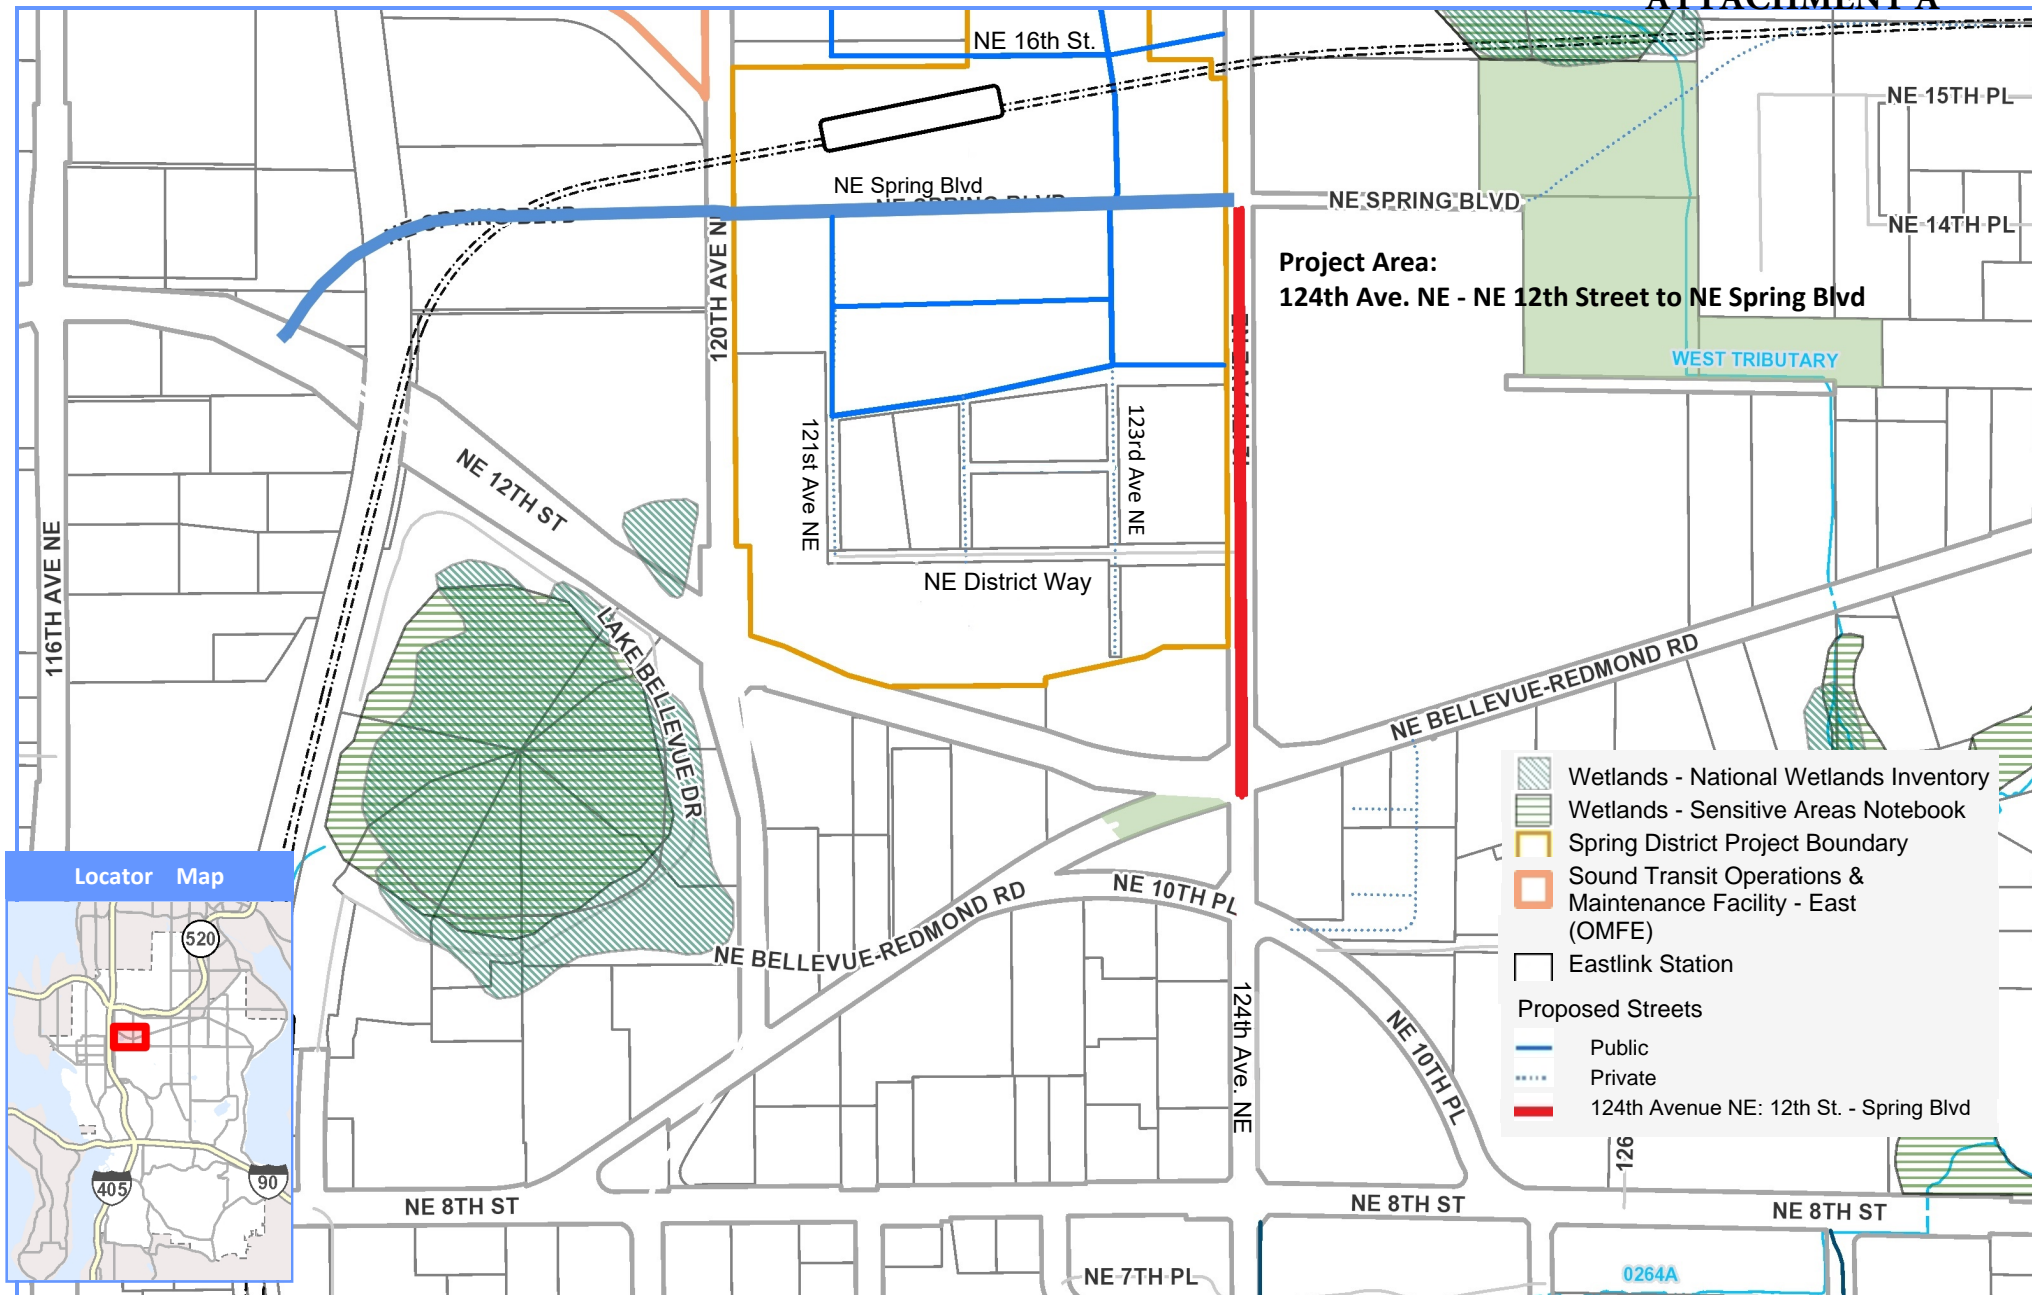 ATTACHMENT A
NE 16th St.
NE 15TH PL
NE Spring Blvd
NE SPRING BLVD
NE SPRING BLVD
NE SPRING BLVD
NE 14TH PL
120TH AVE NE
Project Area:
124th Ave. NE - NE 12th Street to NE Spring Blvd
WEST TRIBUTARY
121st Ave NE
123rd Ave NE
NE 12TH ST
116TH AVE NE
NE District Way
LAKE BELLEVUE DR
NE BELLEVUE-REDMOND RD
Wetlands - National Wetlands Inventory
Wetlands - Sensitive Areas Notebook
Spring District Project Boundary
Sound Transit Operations &
Maintenance Facility - East
(OMFE)
Eastlink Station
Proposed Streets
Public
Private
124th Avenue NE: 12th St. - Spring Blvd
Locator Map
520
405
90
NE 10TH PL
NE BELLEVUE-REDMOND RD
124th Ave. NE
NE 10TH PL
126
NE 8TH ST
NE 8TH ST
NE 8TH ST
NE 7TH PL
0264A